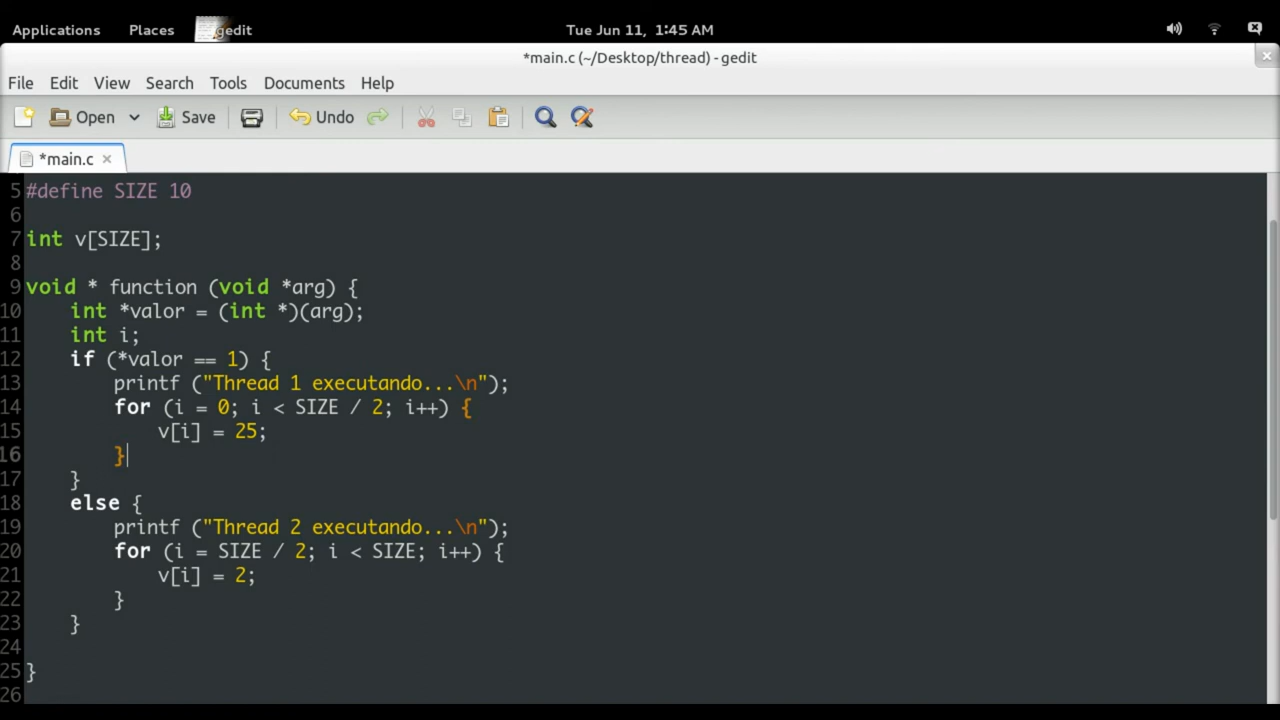 Applications Places gedit Tue Jun 11, 1:45 AM
*main.c (~/Desktop/thread) - gedit
File Edit View Search Tools Documents Help
Open Save Undo
*main.c
5 #define SIZE 10
6
7 int v[SIZE];
8
9 void * function (void *arg) {
10     int *valor = (int *)(arg);
11     int i;
12     if (*valor == 1) {
13         printf ("Thread 1 executando...\n");
14         for (i = 0; i < SIZE / 2; i++) {
15             v[i] = 25;
16         }
17     }
18     else {
19         printf ("Thread 2 executando...\n");
20         for (i = SIZE / 2; i < SIZE; i++) {
21             v[i] = 2;
22         }
23     }
24
25 }
26